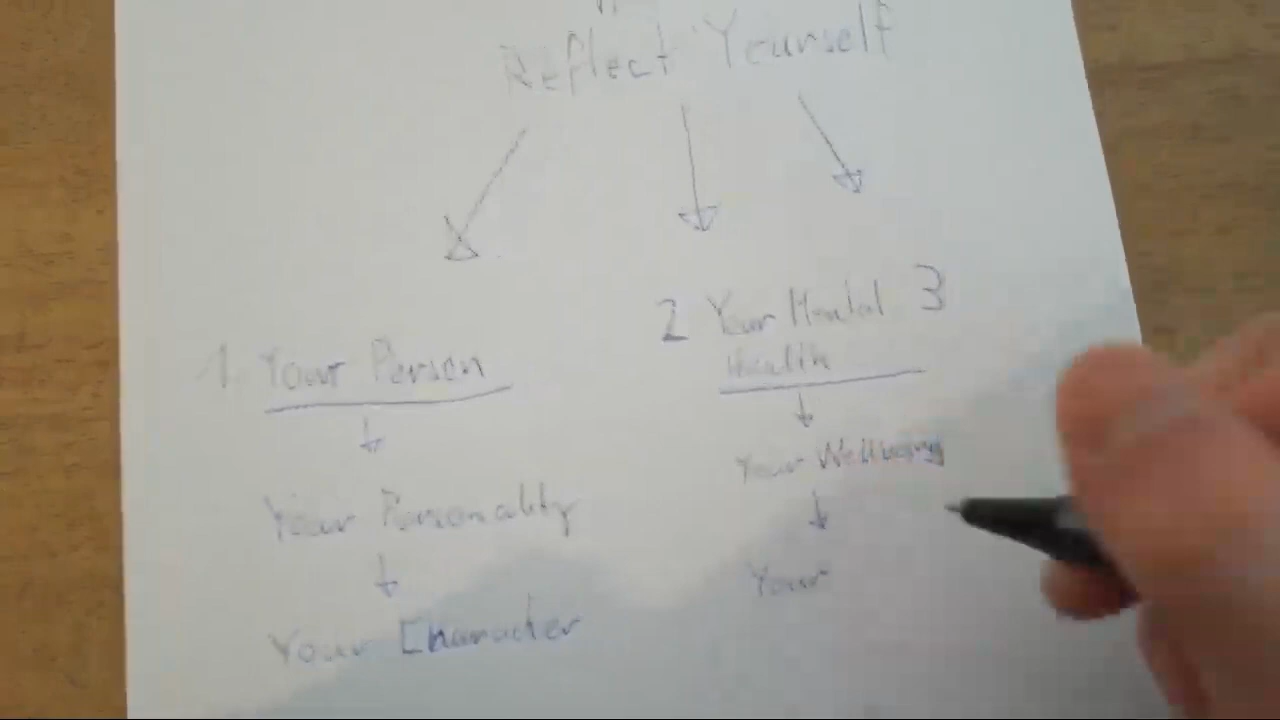 Reflect Yourself
1. Your Person
Your Personality
Your Character
2 Your Mental
Health
Your Wellbeing
Your
3